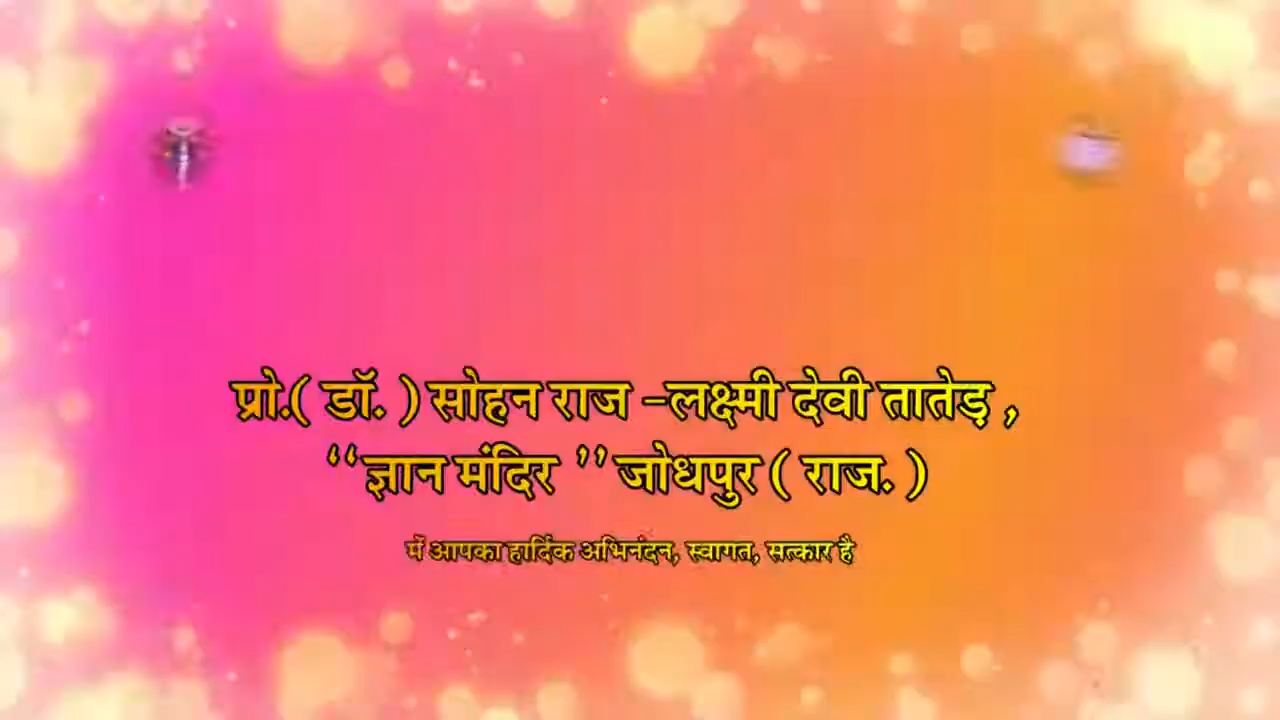 प्रो.( डॉ. ) सोहन राज -लक्ष्मी देवी तातेड़ ,
‘‘ज्ञान मंदिर ’’ जोधपुर ( राज. )
में आपका हार्दिक अभिनंदन, स्वागत, सत्कार है